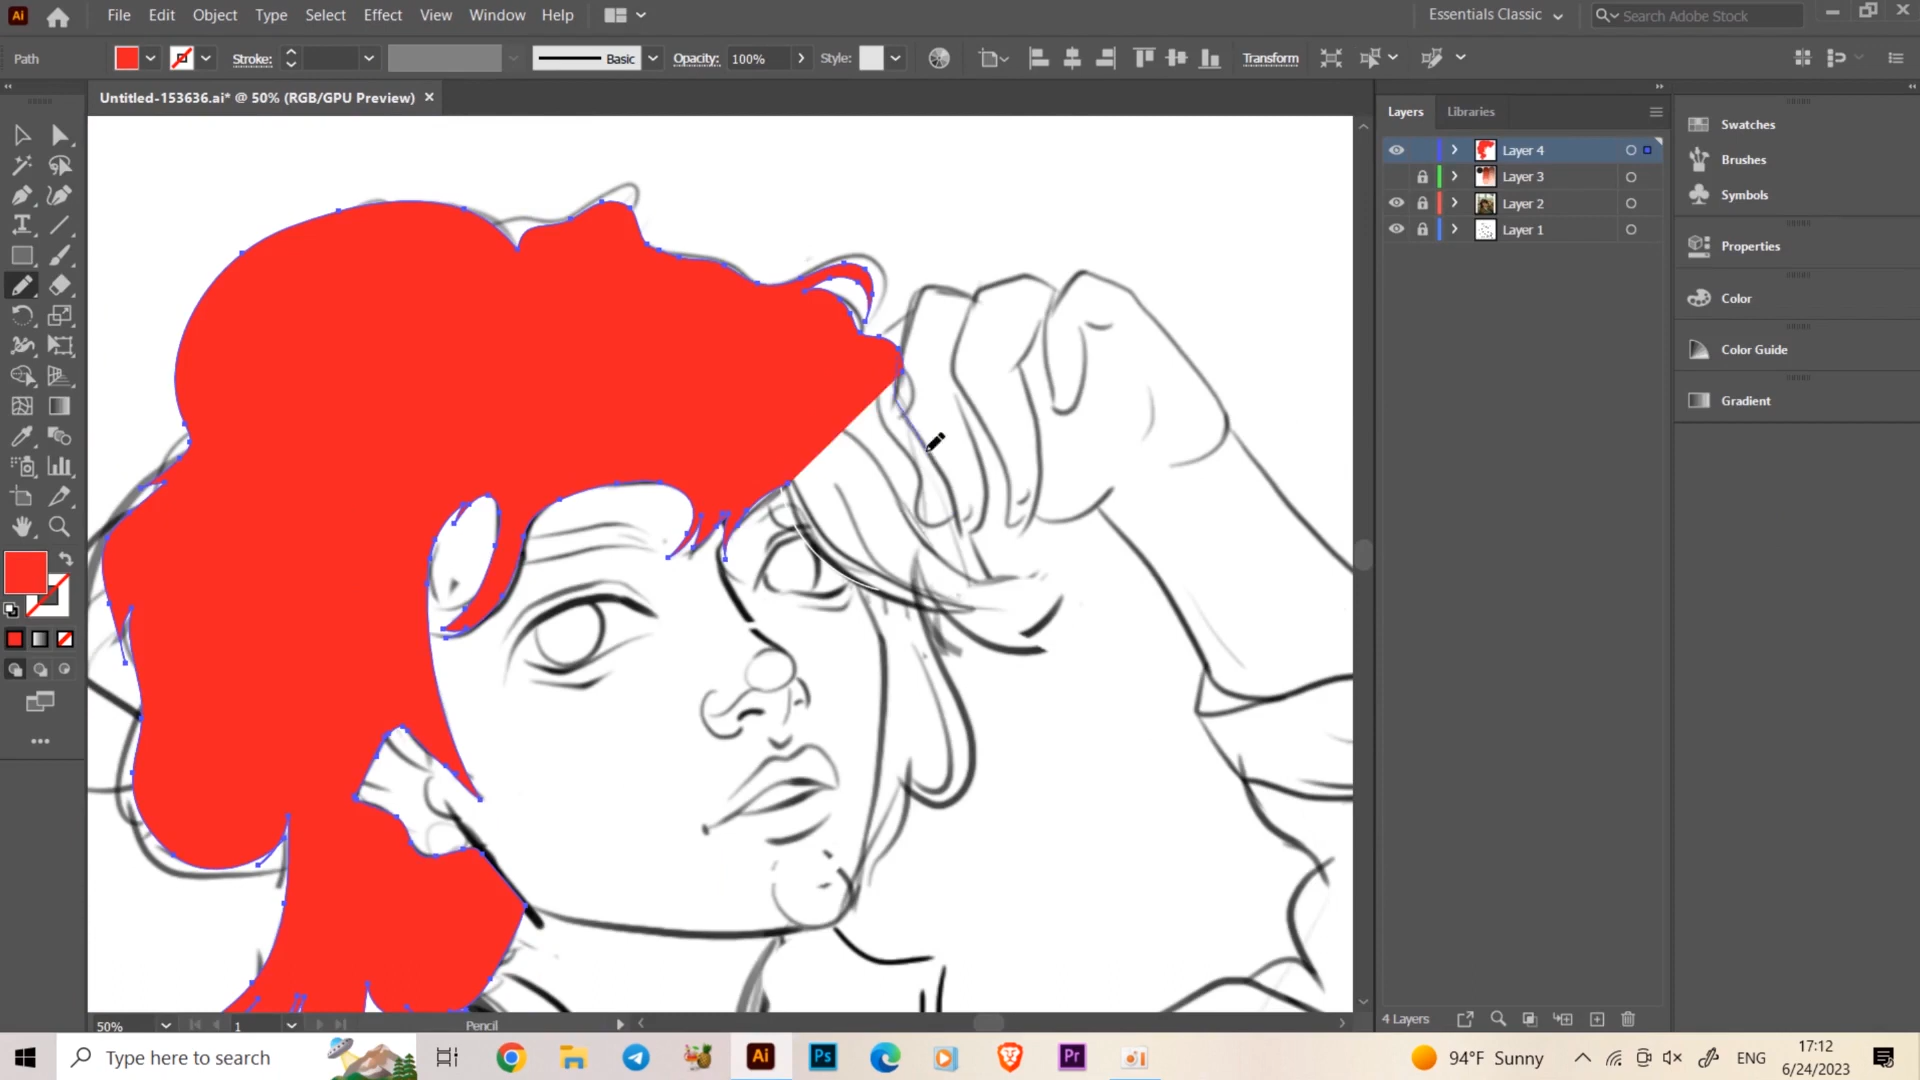 Ai File Edit Object Type Select Effect View Window Help Essentials Classic Search Adobe Stock
Path Stroke: Basic Opacity: 100% Style: Transform
Untitled-153636.ai* @ 50% (RGB/GPU Preview)
Layers Libraries
Layer 4
Layer 3
Layer 2
Layer 1
Swatches
Brushes
Symbols
Properties
Color
Color Guide
Gradient
50% 1 Pencil
4 Layers
Type here to search Ai Ps Pr 94°F Sunny ENG 17:12
6/24/2023